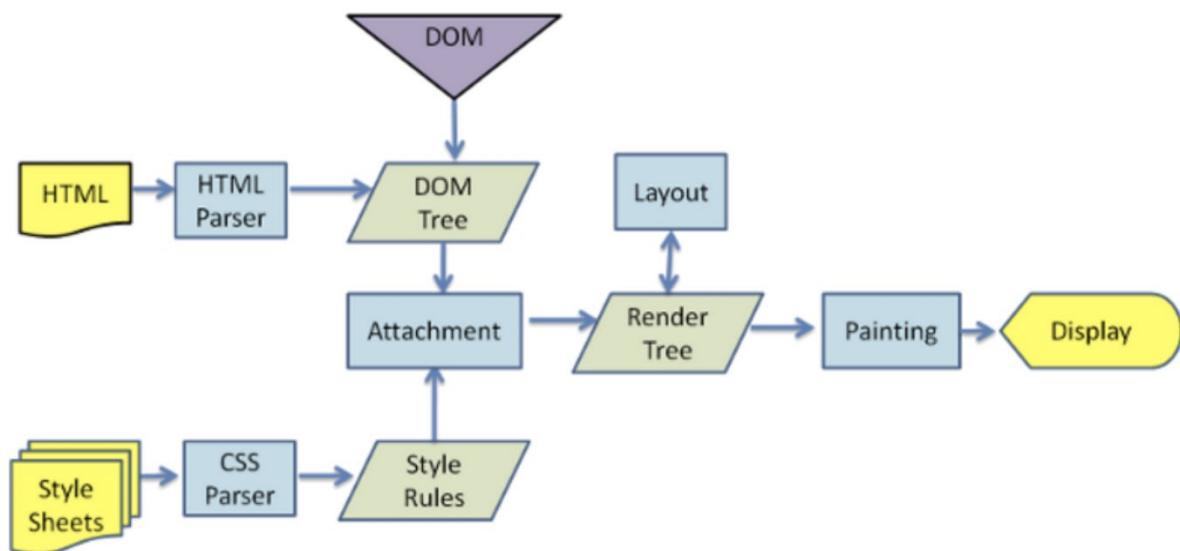 DOM
HTML
HTML
Parser
DOM
Tree
Layout
Attachment
Render
Tree
Painting
Display
Style
Sheets
CSS
Parser
Style
Rules